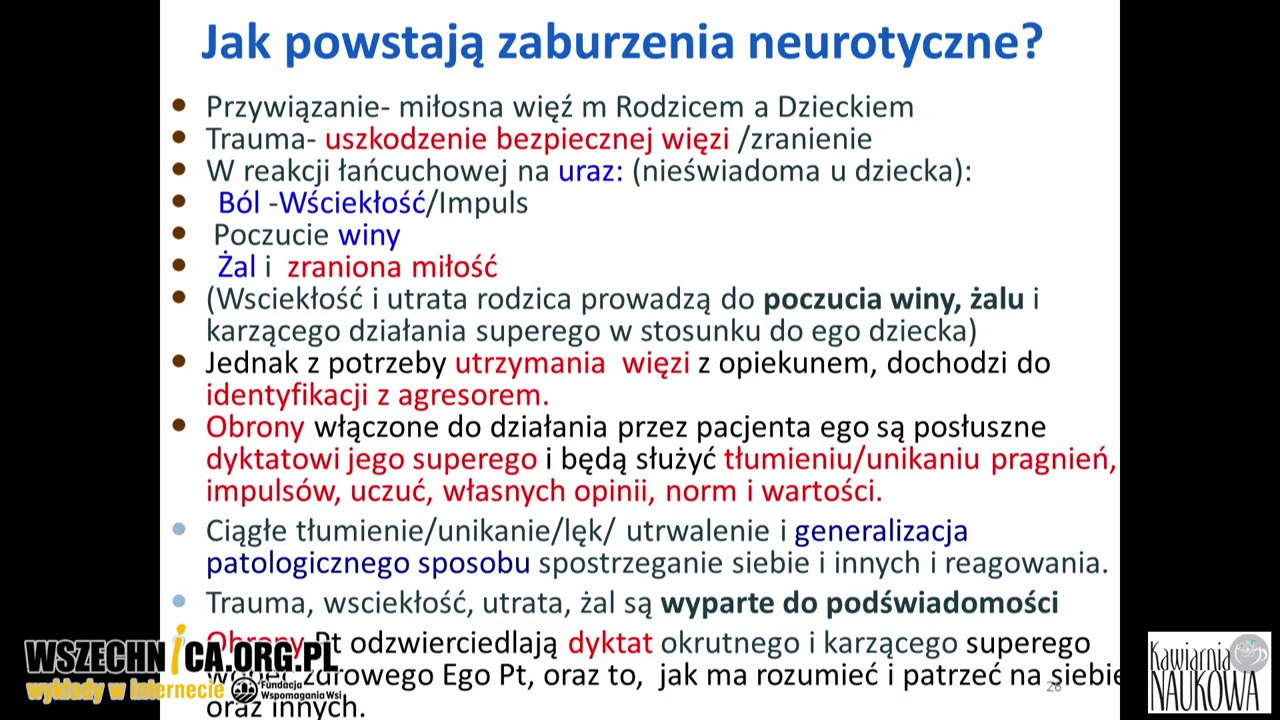 Jak powstają zaburzenia neurotyczne?
• Przywiązanie- miłosna więź m Rodzicem a Dzieckiem
• Trauma- uszkodzenie bezpiecznej więzi /zranienie
• W reakcji łańcuchowej na uraz: (nieświadoma u dziecka):
• Ból -Wściekłość/Impuls
• Poczucie winy
• Żal i zraniona miłość
• (Wsciekłość i utrata rodzica prowadzą do poczucia winy, żalu i
karzącego działania superego w stosunku do ego dziecka)
• Jednak z potrzeby utrzymania więzi z opiekunem, dochodzi do
identyfikacji z agresorem.
• Obrony włączone do działania przez pacjenta ego są posłuszne
dyktatowi jego superego i będą służyć tłumieniu/unikaniu pragnień,
impulsów, uczuć, własnych opinii, norm i wartości.
• Ciągłe tłumienie/unikanie/lęk/ utrwalenie i generalizacja
patologicznego sposobu spostrzeganie siebie i innych i reagowania.
• Trauma, wsciekłość, utrata, żal są wyparte do podświadomości
Obrony Pt odzwierciedlają dyktat okrutnego i karzącego superego
zdrowego Ego Pt, oraz to, jak ma rozumieć i patrzeć na siebie
oraz innych.
26
WSZECHNICA.ORG.PL
wykłady w Internecie
Fundacja
Wspomagania Wsi
Kawiarnia
NAUKOWA